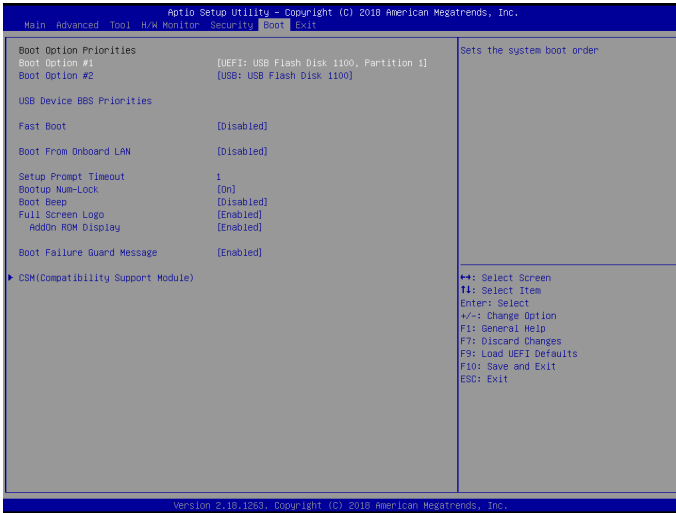 Aptio Setup Utility – Copyright (C) 2018 American Megatrends, Inc.
Main Advanced Tool H/W Monitor Security Boot Exit
Boot Option Priorities
Boot Option #1 [UEFI: USB Flash Disk 1100, Partition 1]
Boot Option #2 [USB: USB Flash Disk 1100]
USB Device BBS Priorities
Fast Boot [Disabled]
Boot From Onboard LAN [Disabled]
Setup Prompt Timeout 1
Bootup Num-Lock [On]
Boot Beep [Disabled]
Full Screen Logo [Enabled]
AddOn ROM Display [Enabled]
Boot Failure Guard Message [Enabled]
CSM(Compatibility Support Module)
Sets the system boot order
↔: Select Screen
↑↓: Select Item
Enter: Select
+/-: Change Option
F1: General Help
F7: Discard Changes
F9: Load UEFI Defaults
F10: Save and Exit
ESC: Exit
Version 2.18.1263. Copyright (C) 2018 American Megatrends, Inc.